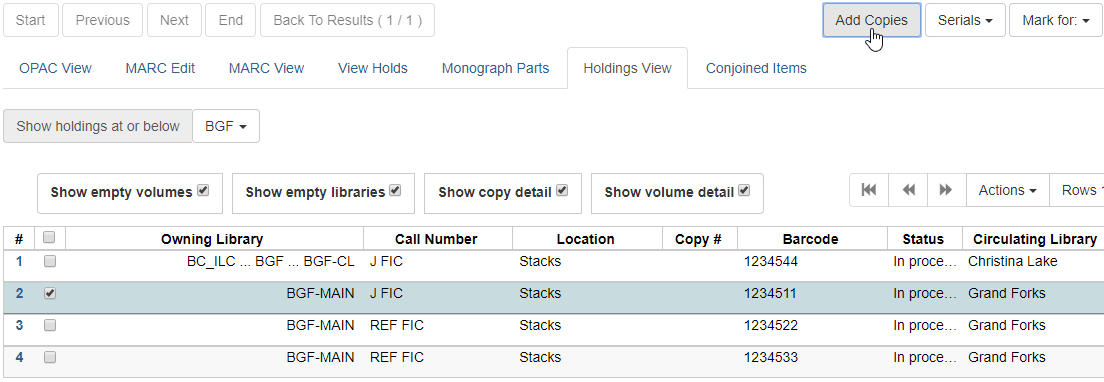 Start Previous Next End Back To Results ( 1 / 1 ) Add Copies Serials Mark for:
OPAC View MARC Edit MARC View View Holds Monograph Parts Holdings View Conjoined Items
Show holdings at or below BGF
Show empty volumes Show empty libraries Show copy detail Show volume detail Actions Rows 1
# Owning Library Call Number Location Copy # Barcode Status Circulating Library
1 BC_ILC ... BGF ... BGF-CL J FIC Stacks 1234544 In proce... Christina Lake
2 BGF-MAIN J FIC Stacks 1234511 In proce... Grand Forks
3 BGF-MAIN REF FIC Stacks 1234522 In proce... Grand Forks
4 BGF-MAIN REF FIC Stacks 1234533 In proce... Grand Forks